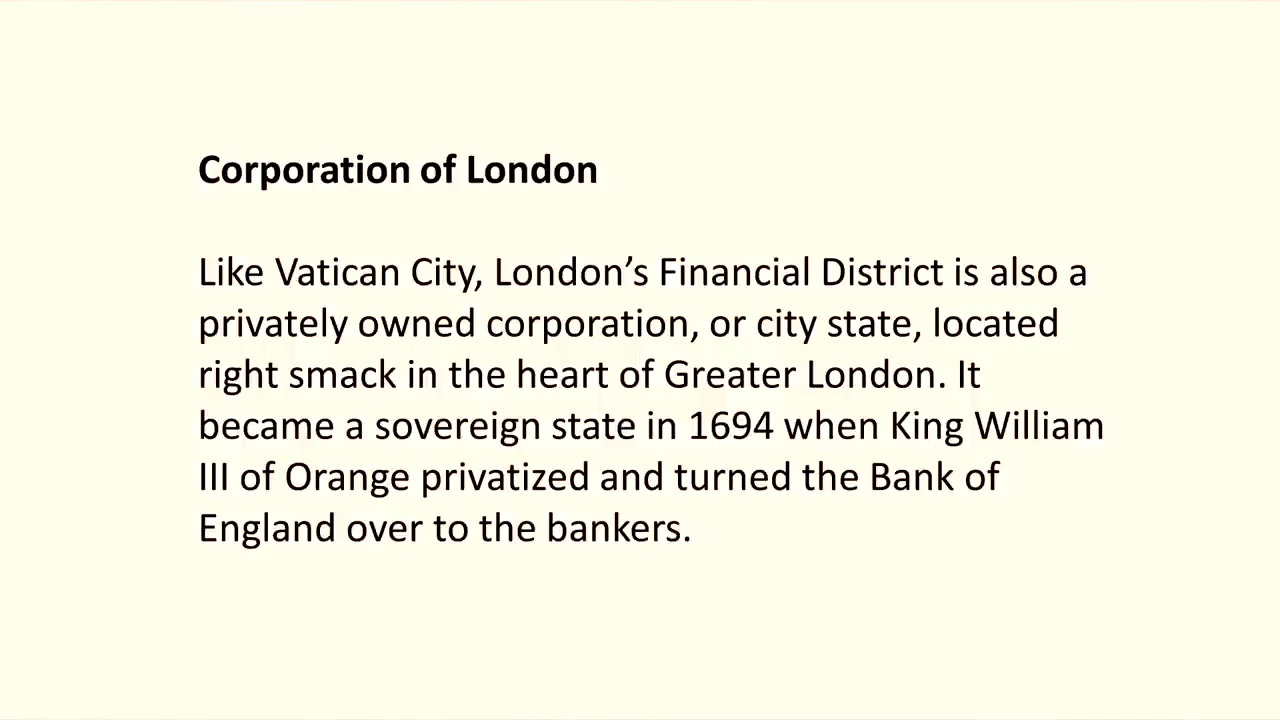 Corporation of London
Like Vatican City, London’s Financial District is also a
privately owned corporation, or city state, located
right smack in the heart of Greater London. It
became a sovereign state in 1694 when King William
III of Orange privatized and turned the Bank of
England over to the bankers.